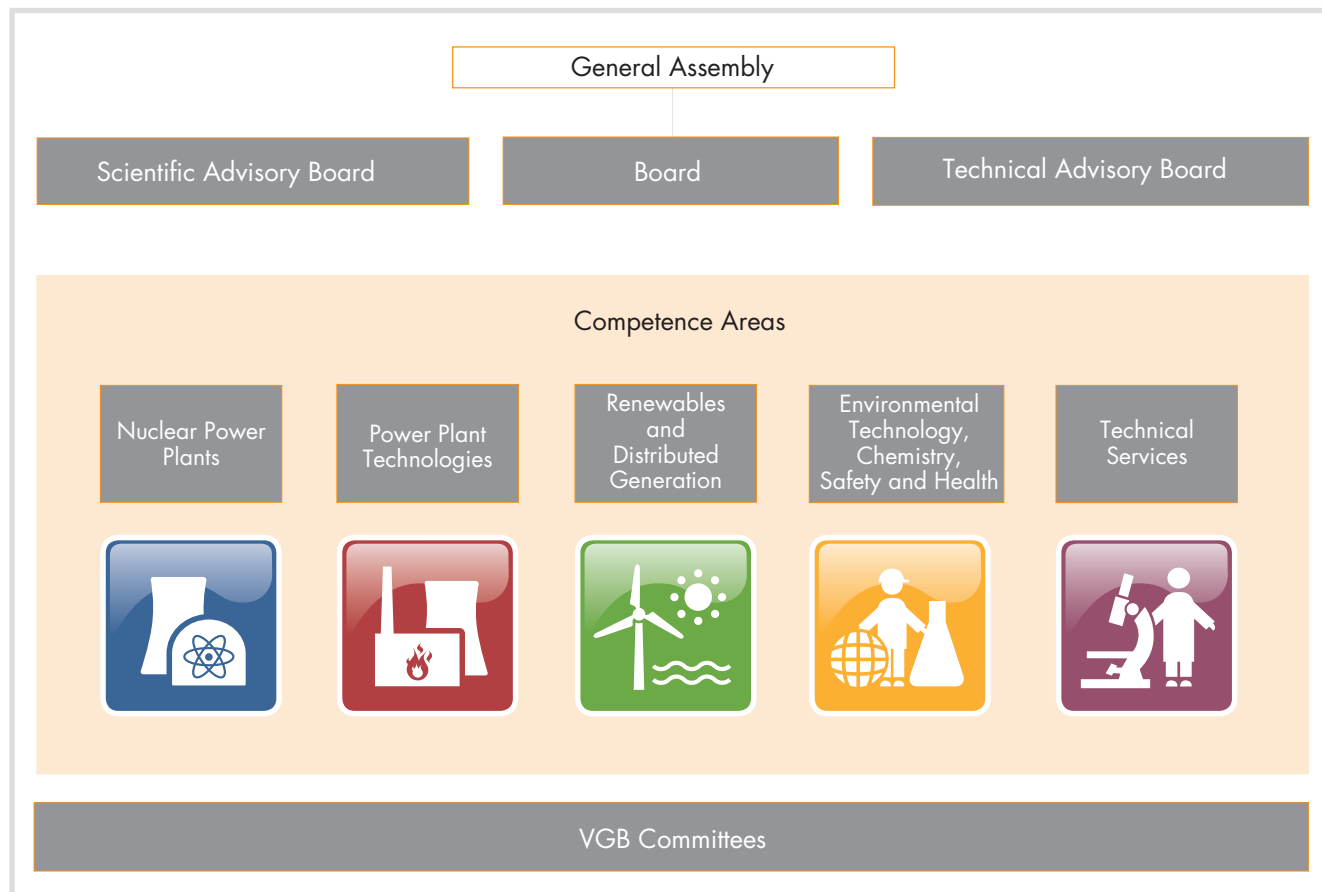 General Assembly
Scientific Advisory Board
Board
Technical Advisory Board
Competence Areas
Nuclear Power
Plants
Power Plant
Technologies
Renewables
and
Distributed
Generation
Environmental
Technology,
Chemistry,
Safety and Health
Technical
Services
VGB Committees